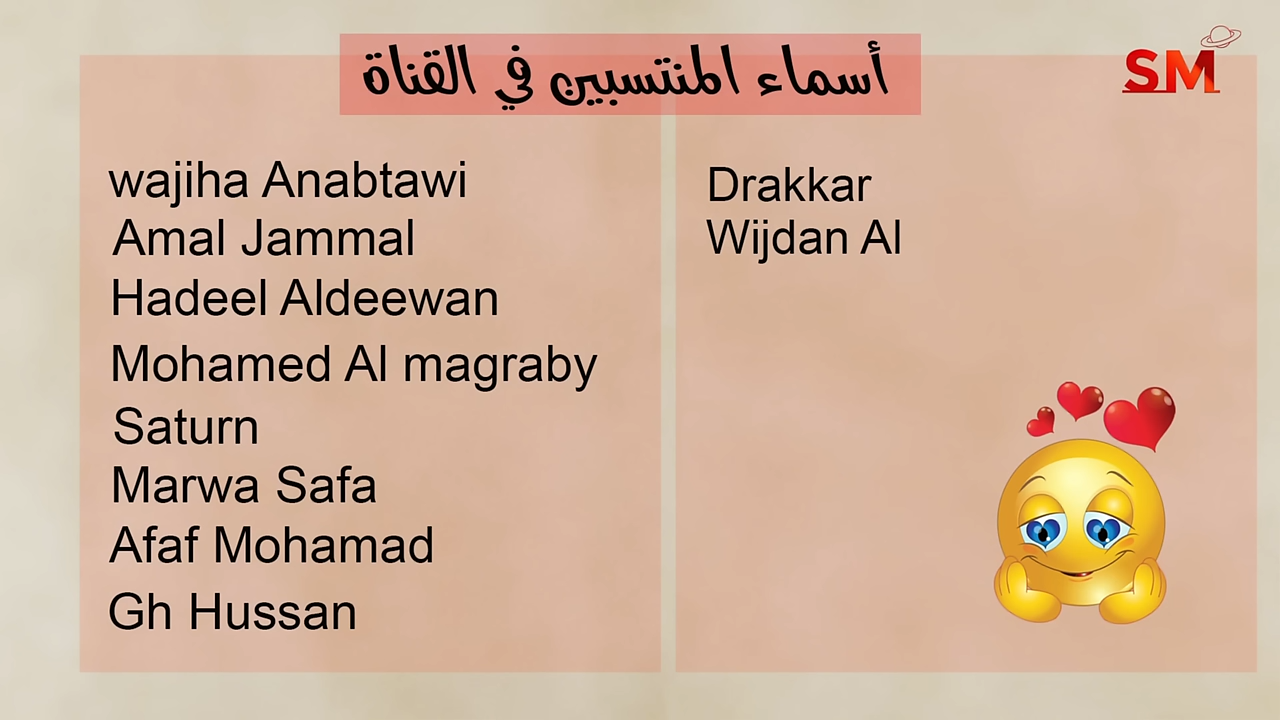 أسماء المنتسبين في القناة
SM
wajiha Anabtawi
Amal Jammal
Hadeel Aldeewan
Mohamed Al magraby
Saturn
Marwa Safa
Afaf Mohamad
Gh Hussan
Drakkar
Wijdan Al